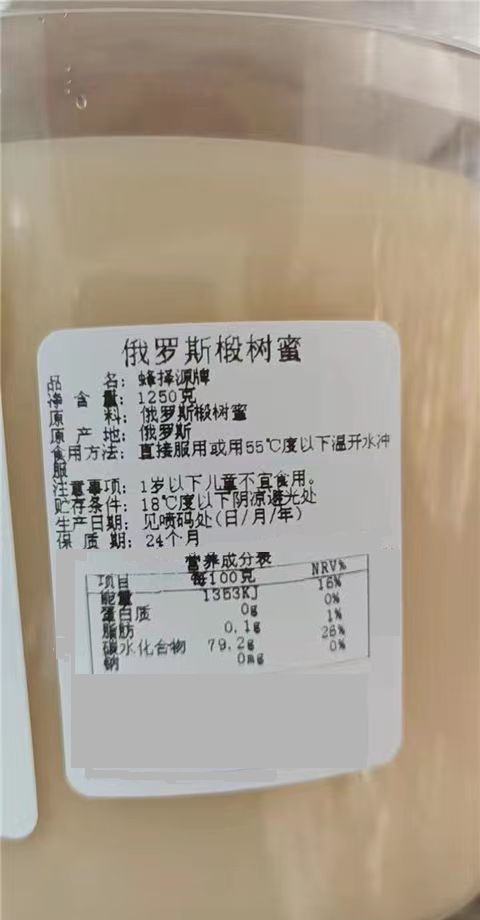 俄罗斯椴树蜜
品 名: 蜂择源牌
净 含 量: 1250克
原 料: 俄罗斯椴树蜜
原 产 地: 俄罗斯
食用方法: 直接服用或用55℃度以下温开水冲
服
注意事项: 1岁以下儿童不宜食用。
贮存条件: 18℃度以下阴凉避光处
生产日期: 见喷码处(日/月/年)
保 质 期: 24个月
营养成分表
项目 每100克 NRV%
能量 1353KJ 16%
蛋白质 0g 0%
脂肪 0.1g 1%
碳水化合物 79.2g 26%
钠 0mg 0%